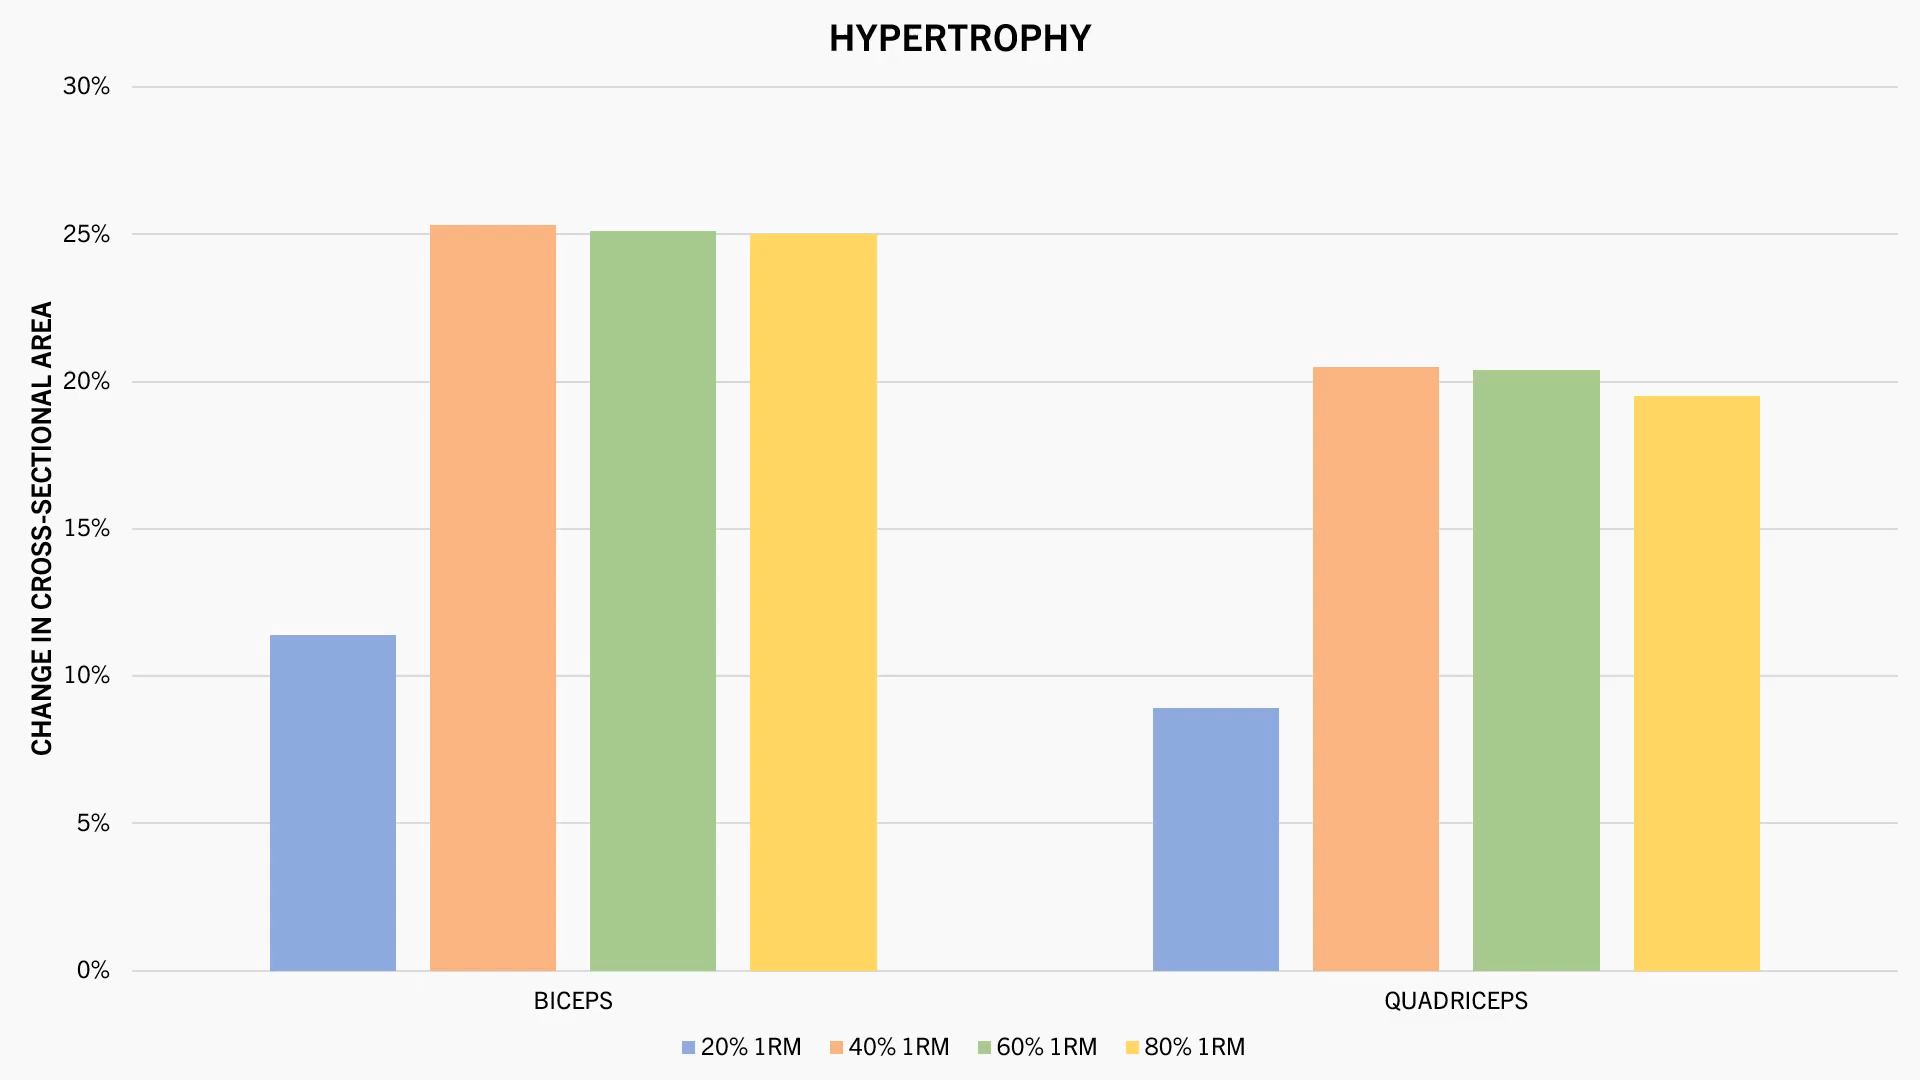 HYPERTROPHY
CHANGE IN CROSS-SECTIONAL AREA
30%
25%
20%
15%
10%
5%
0%
BICEPS
QUADRICEPS
20% 1RM
40% 1RM
60% 1RM
80% 1RM